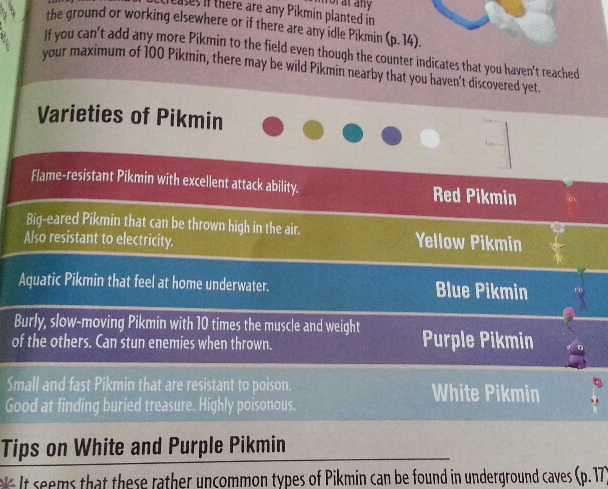 if there are any Pikmin planted in
the ground or working elsewhere or if there are any idle Pikmin (p. 14).
If you can't add any more Pikmin to the field even though the counter indicates that you haven't reached
your maximum of 100 Pikmin, there may be wild Pikmin nearby that you haven't discovered yet.
Varieties of Pikmin
Flame-resistant Pikmin with excellent attack ability.
Red Pikmin
Big-eared Pikmin that can be thrown high in the air.
Also resistant to electricity.
Yellow Pikmin
Aquatic Pikmin that feel at home underwater.
Blue Pikmin
Burly, slow-moving Pikmin with 10 times the muscle and weight
of the others. Can stun enemies when thrown.
Purple Pikmin
Small and fast Pikmin that are resistant to poison.
Good at finding buried treasure. Highly poisonous.
White Pikmin
Tips on White and Purple Pikmin
It seems that these rather uncommon types of Pikmin can be found in underground caves (p. 17)